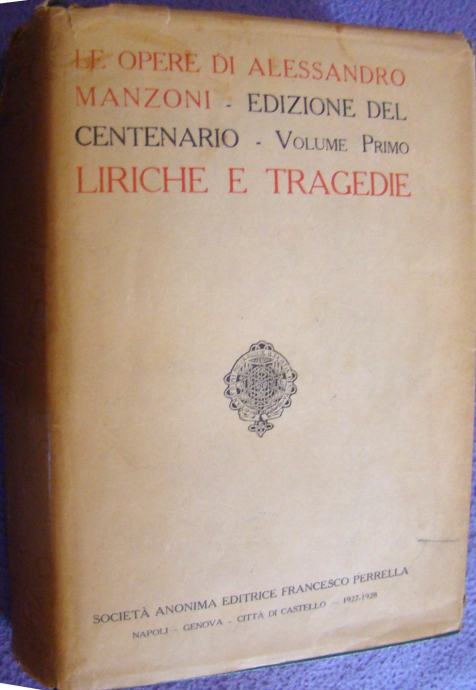 LE OPERE DI ALESSANDRO
MANZONI - EDIZIONE DEL
CENTENARIO - VOLUME PRIMO
LIRICHE E TRAGEDIE
SOCIETÀ ANONIMA EDITRICE FRANCESCO PERRELLA
NAPOLI - GENOVA - CITTÀ DI CASTELLO - 1927-1928